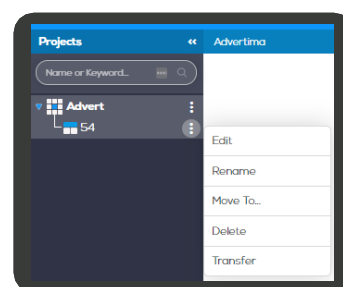 Projects « Advertima
Name or Keyword...
Advert
54
Edit
Rename
Move To...
Delete
Transfer